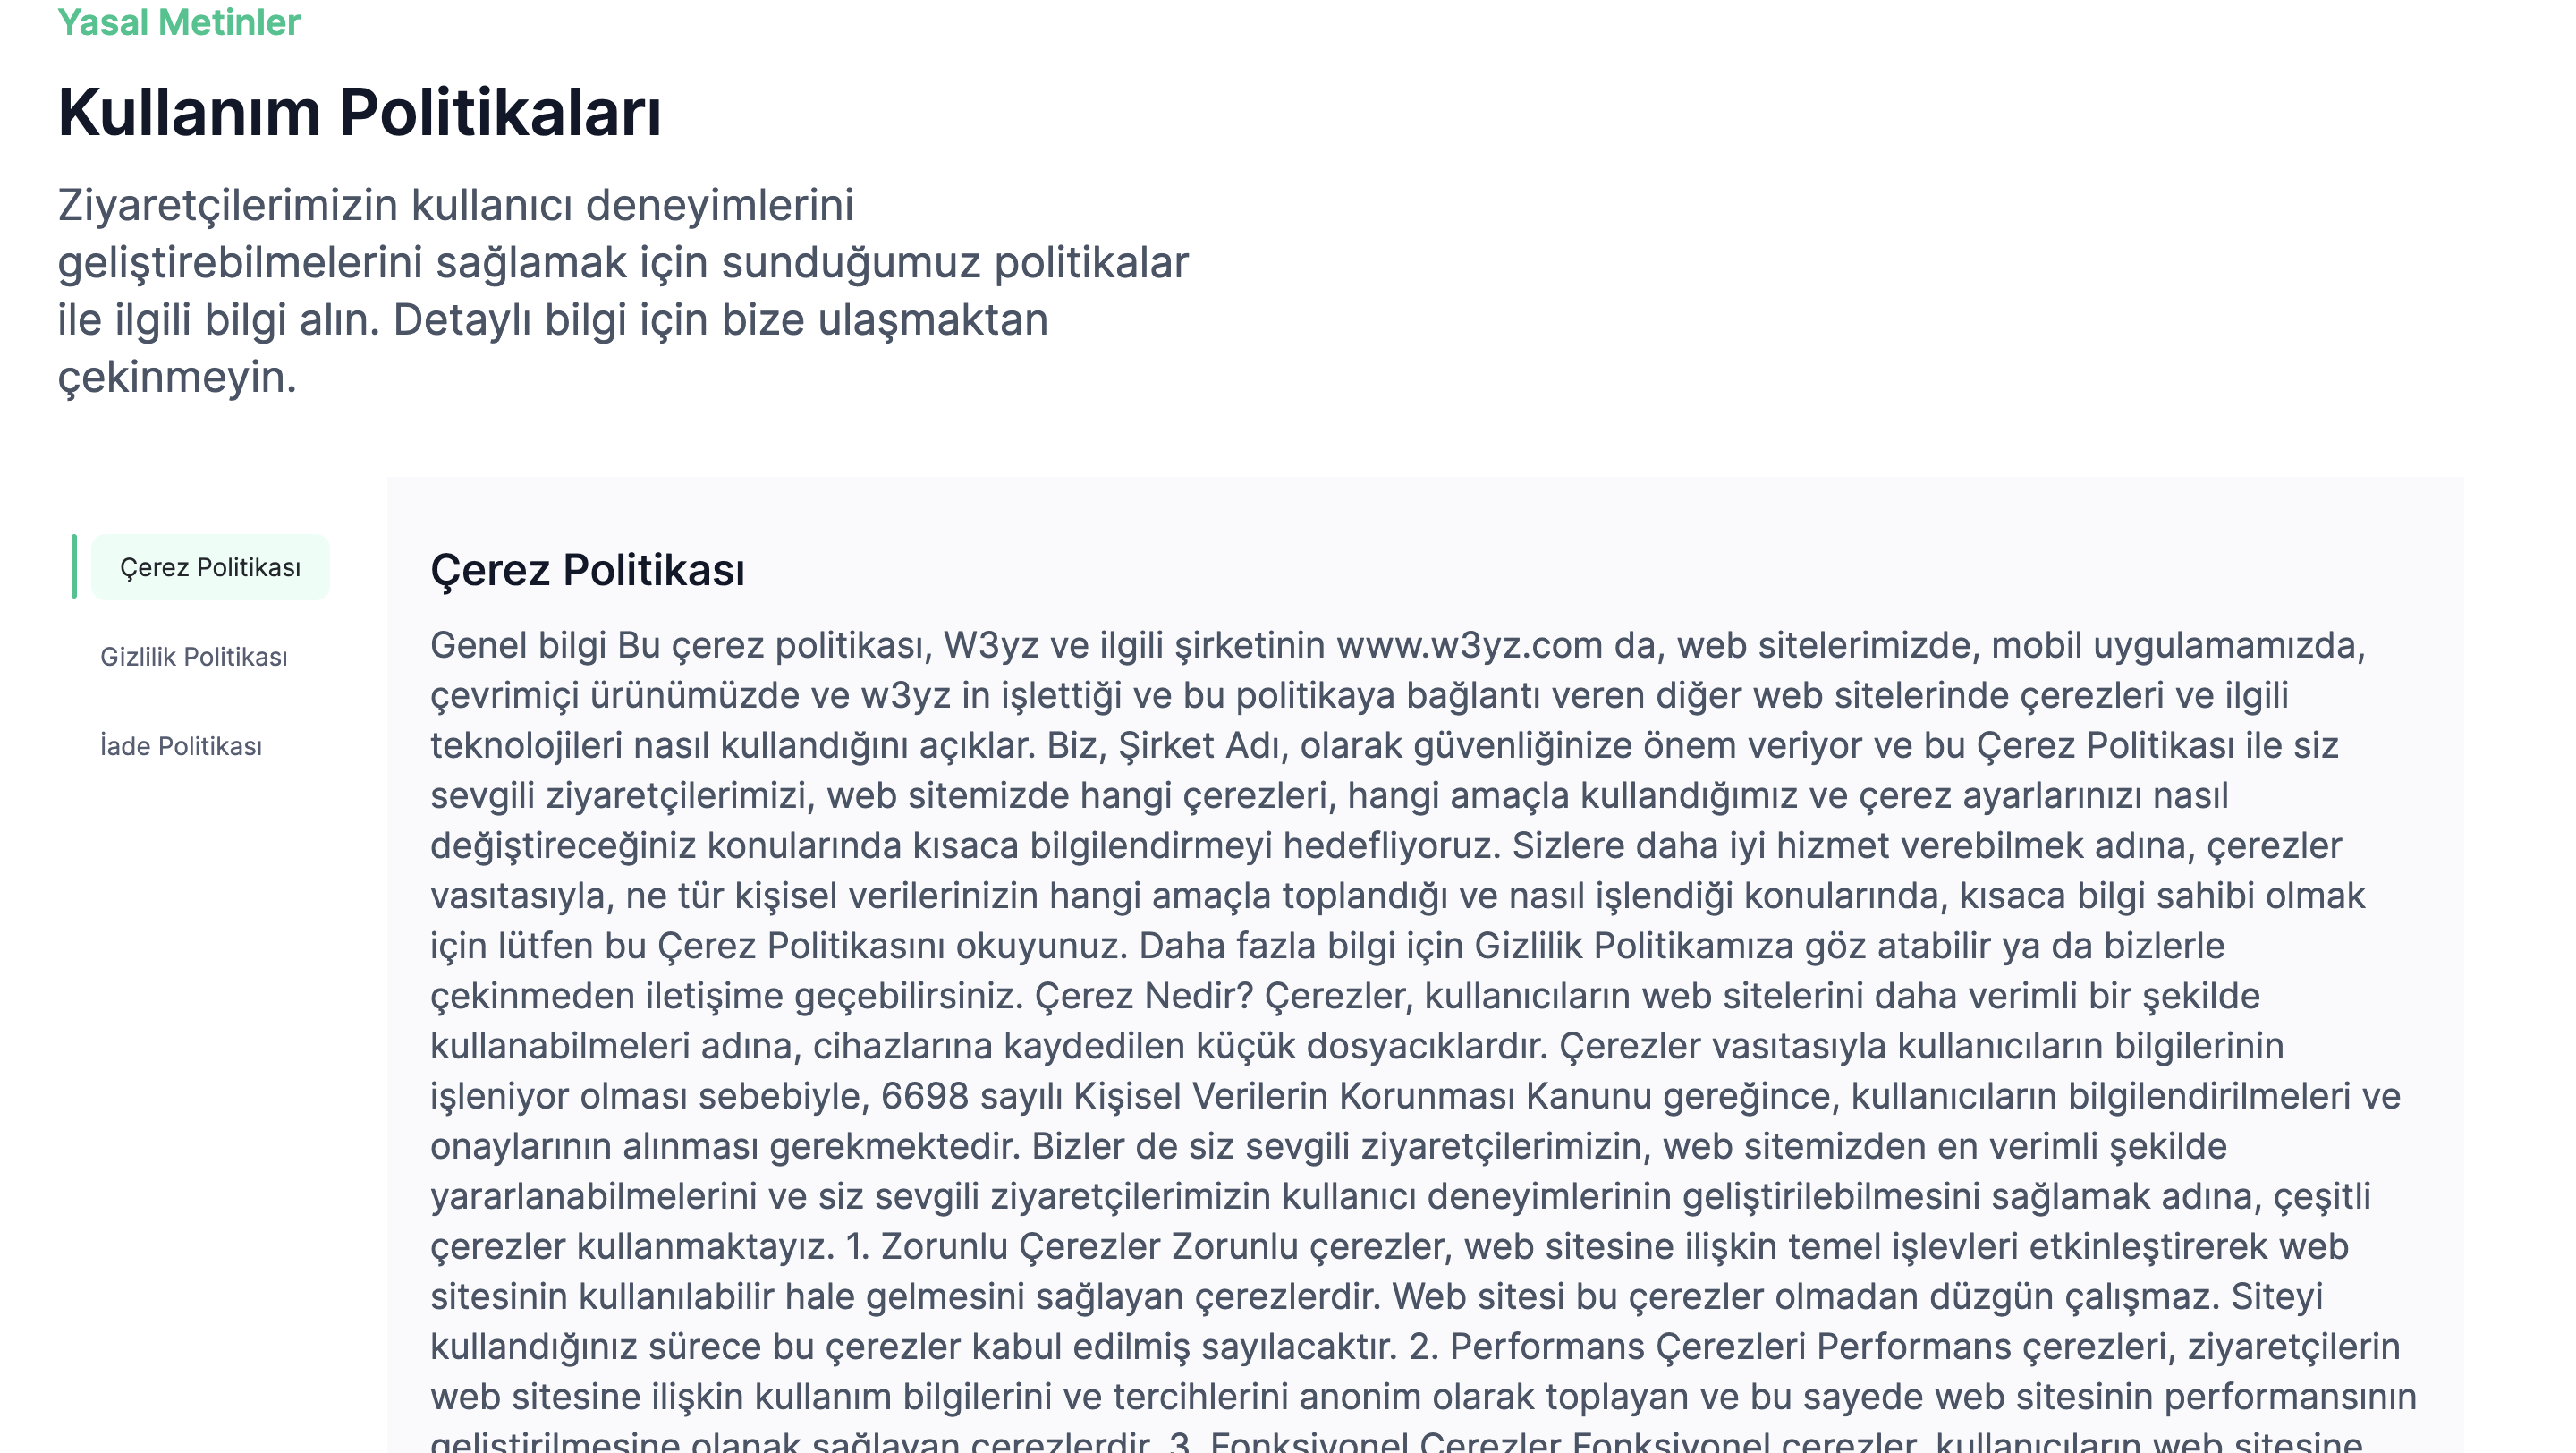 Yasal Metinler
Kullanım Politikaları
Ziyaretçilerimizin kullanıcı deneyimlerini
geliştirebilmelerini sağlamak için sunduğumuz politikalar
ile ilgili bilgi alın. Detaylı bilgi için bize ulaşmaktan
çekinmeyin.
Çerez Politikası
Gizlilik Politikası
İade Politikası
Çerez Politikası
Genel bilgi Bu çerez politikası, W3yz ve ilgili şirketinin www.w3yz.com da, web sitelerimizde, mobil uygulamamızda,
çevrimiçi ürünümüzde ve w3yz in işlettiği ve bu politikaya bağlantı veren diğer web sitelerinde çerezleri ve ilgili
teknolojileri nasıl kullandığını açıklar. Biz, Şirket Adı, olarak güvenliğinize önem veriyor ve bu Çerez Politikası ile siz
sevgili ziyaretçilerimizi, web sitemizde hangi çerezleri, hangi amaçla kullandığımız ve çerez ayarlarınızı nasıl
değiştireceğiniz konularında kısaca bilgilendirmeyi hedefliyoruz. Sizlere daha iyi hizmet verebilmek adına, çerezler
vasıtasıyla, ne tür kişisel verilerinizin hangi amaçla toplandığı ve nasıl işlendiği konularında, kısaca bilgi sahibi olmak
için lütfen bu Çerez Politikasını okuyunuz. Daha fazla bilgi için Gizlilik Politikamıza göz atabilir ya da bizlerle
çekinmeden iletişime geçebilirsiniz. Çerez Nedir? Çerezler, kullanıcıların web sitelerini daha verimli bir şekilde
kullanabilmeleri adına, cihazlarına kaydedilen küçük dosyacıklardır. Çerezler vasıtasıyla kullanıcıların bilgilerinin
işleniyor olması sebebiyle, 6698 sayılı Kişisel Verilerin Korunması Kanunu gereğince, kullanıcıların bilgilendirilmeleri ve
onaylarının alınması gerekmektedir. Bizler de siz sevgili ziyaretçilerimizin, web sitemizden en verimli şekilde
yararlanabilmelerini ve siz sevgili ziyaretçilerimizin kullanıcı deneyimlerinin geliştirilebilmesini sağlamak adına, çeşitli
çerezler kullanmaktayız. 1. Zorunlu Çerezler Zorunlu çerezler, web sitesine ilişkin temel işlevleri etkinleştirerek web
sitesinin kullanılabilir hale gelmesini sağlayan çerezlerdir. Web sitesi bu çerezler olmadan düzgün çalışmaz. Siteyi
kullandığınız sürece bu çerezler kabul edilmiş sayılacaktır. 2. Performans Çerezleri Performans çerezleri, ziyaretçilerin
web sitesine ilişkin kullanım bilgilerini ve tercihlerini anonim olarak toplayan ve bu sayede web sitesinin performansının
geliştirilmesine olanak sağlayan çerezlerdir. 3. Fonksiyonel Çerezler Fonksiyonel çerezler, kullanıcıların web sitesine